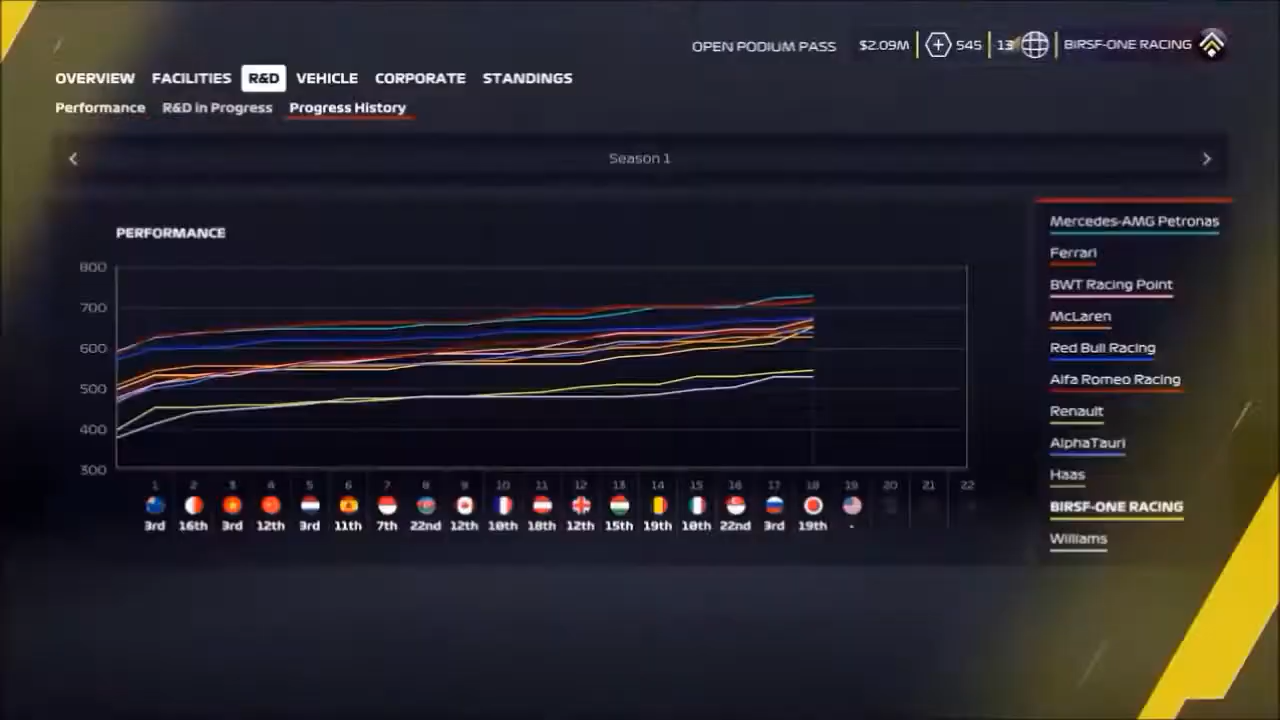 OPEN PODIUM PASS $2.09M 545 13 BIRSF-ONE RACING
OVERVIEW FACILITIES R&D VEHICLE CORPORATE STANDINGS
Performance R&D in Progress Progress History
Season 1
PERFORMANCE
800
700
600
500
400
300
1 2 3 4 5 6 7 8 9 10 11 12 13 14 15 16 17 18 19 20 21 22
3rd 16th 3rd 12th 3rd 11th 7th 22nd 12th 10th 18th 12th 15th 19th 10th 22nd 3rd 19th -
Mercedes-AMG Petronas
Ferrari
BWT Racing Point
McLaren
Red Bull Racing
Alfa Romeo Racing
Renault
AlphaTauri
Haas
BIRSF-ONE RACING
Williams